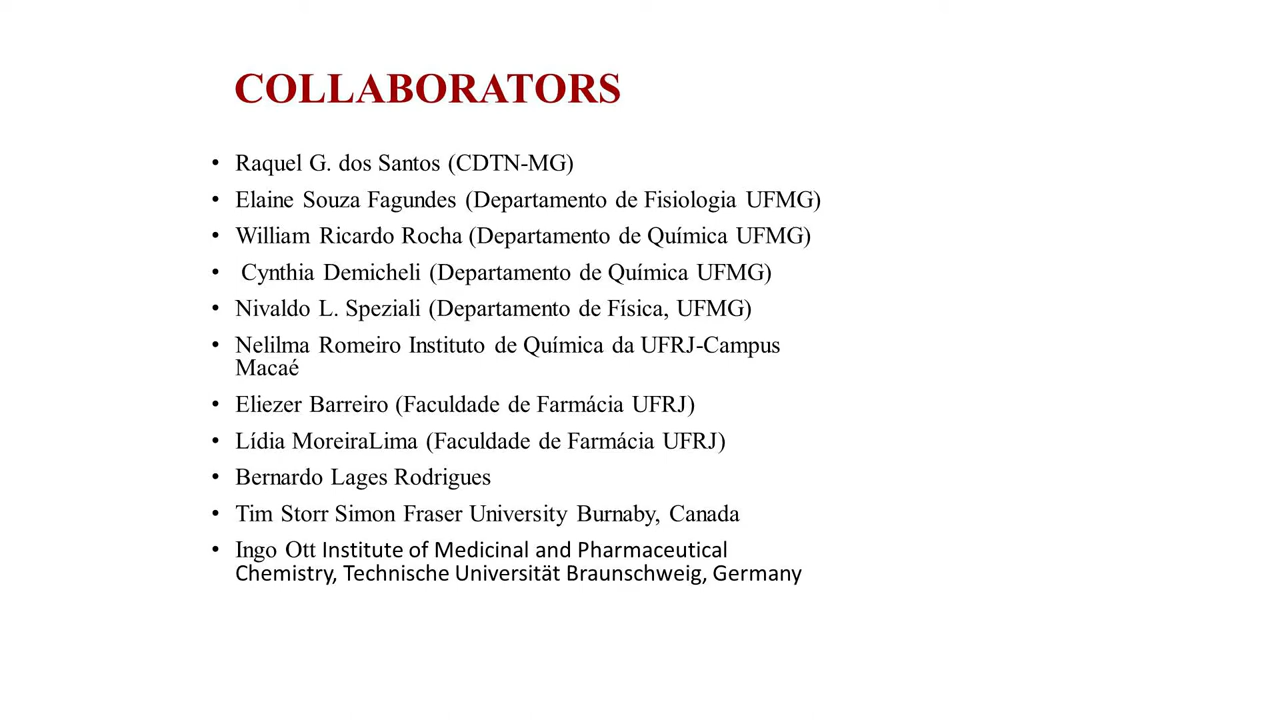 COLLABORATORS
• Raquel G. dos Santos (CDTN-MG)
• Elaine Souza Fagundes (Departamento de Fisiologia UFMG)
• William Ricardo Rocha (Departamento de Química UFMG)
• Cynthia Demicheli (Departamento de Química UFMG)
• Nivaldo L. Speziali (Departamento de Física, UFMG)
• Nelilma Romeiro Instituto de Química da UFRJ-Campus
Macaé
• Eliezer Barreiro (Faculdade de Farmácia UFRJ)
• Lídia MoreiraLima (Faculdade de Farmácia UFRJ)
• Bernardo Lages Rodrigues
• Tim Storr Simon Fraser University Burnaby, Canada
• Ingo Ott Institute of Medicinal and Pharmaceutical
Chemistry, Technische Universität Braunschweig, Germany